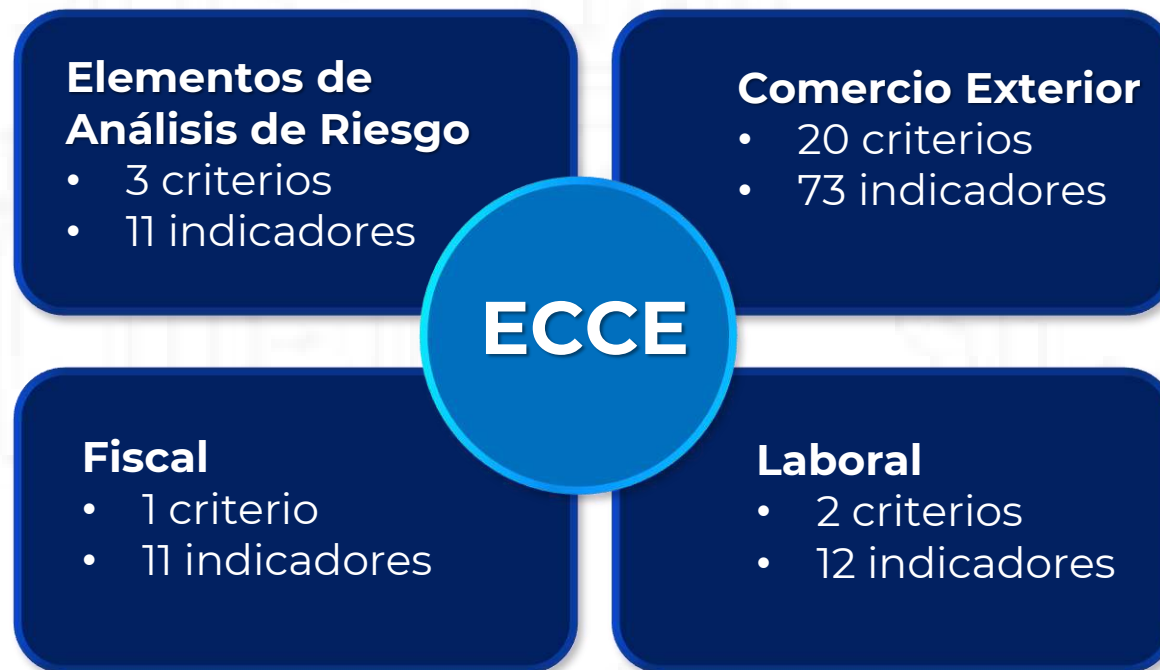 Elementos de
Análisis de Riesgo
• 3 criterios
• 11 indicadores
Comercio Exterior
• 20 criterios
• 73 indicadores
ECCE
Fiscal
• 1 criterio
• 11 indicadores
Laboral
• 2 criterios
• 12 indicadores